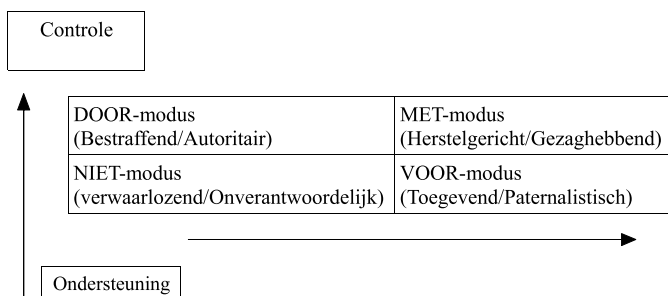 Controle
DOOR-modus
(Bestraffend/Autoritair)
MET-modus
(Herstelgericht/Gezaghebbend)
NIET-modus
(verwaarlozend/Onverantwoordelijk)
VOOR-modus
(Toegevend/Paternalistisch)
Ondersteuning